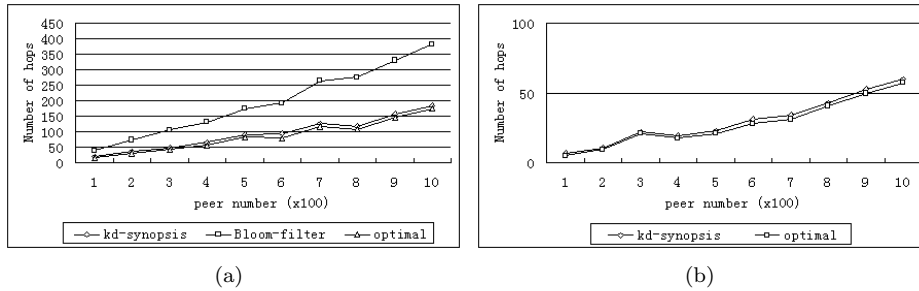 450
400
350
300
250
200
150
100
50
0
Number of hops
1 2 3 4 5 6 7 8 9 10
peer number (x100)
kd-synopsis Bloom-filter optimal
(a)
100
50
0
Number of hops
1 2 3 4 5 6 7 8 9 10
peer number (x100)
kd-synopsis optimal
(b)